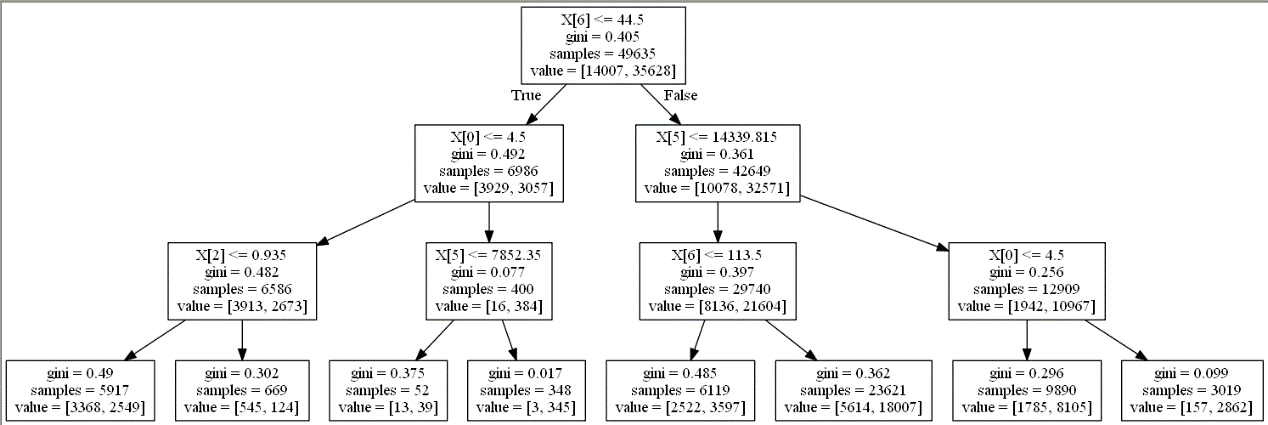 X[6] <= 44.5
gini = 0.405
samples = 49635
value = [14007, 35628]
True
False
X[0] <= 4.5
gini = 0.492
samples = 6986
value = [3929, 3057]
X[5] <= 14339.815
gini = 0.361
samples = 42649
value = [10078, 32571]
X[2] <= 0.935
gini = 0.482
samples = 6586
value = [3913, 2673]
X[5] <= 7852.35
gini = 0.077
samples = 400
value = [16, 384]
X[6] <= 113.5
gini = 0.397
samples = 29740
value = [8136, 21604]
X[0] <= 4.5
gini = 0.256
samples = 12909
value = [1942, 10967]
gini = 0.49
samples = 5917
value = [3368, 2549]
gini = 0.302
samples = 669
value = [545, 124]
gini = 0.375
samples = 52
value = [13, 39]
gini = 0.017
samples = 348
value = [3, 345]
gini = 0.485
samples = 6119
value = [2522, 3597]
gini = 0.362
samples = 23621
value = [5614, 18007]
gini = 0.296
samples = 9890
value = [1785, 8105]
gini = 0.099
samples = 3019
value = [157, 2862]